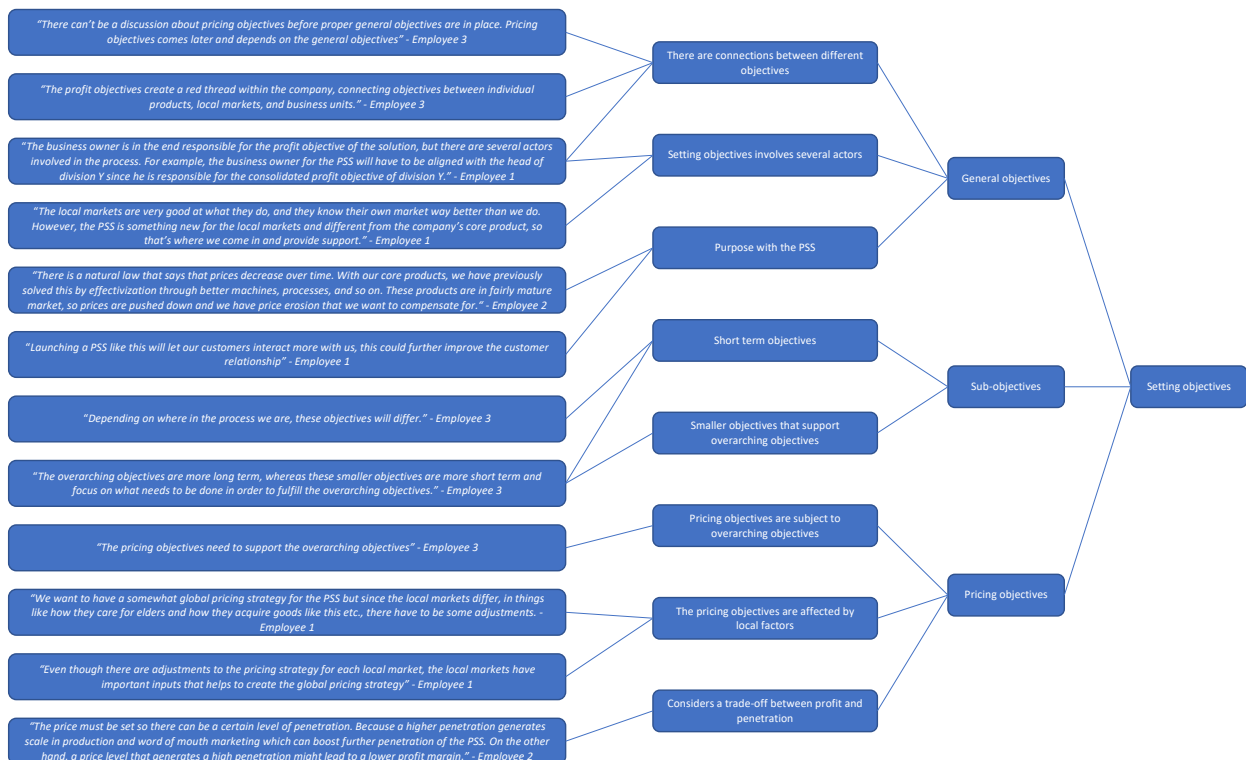 “There can’t be a discussion about pricing objectives before proper general objectives are in place. Pricing
objectives comes later and depends on the general objectives” - Employee 3
“The profit objectives create a red thread within the company, connecting objectives between individual
products, local markets, and business units.” - Employee 3
“The business owner is in the end responsible for the profit objective of the solution, but there are several actors
involved in the process. For example, the business owner for the PSS will have to be aligned with the head of
division Y since he is responsible for the consolidated profit objective of division Y.” - Employee 1
“The local markets are very good at what they do, and they know their own market way better than we do.
However, the PSS is something new for the local markets and different from the company’s core product, so
that’s where we come in and provide support.” - Employee 1
“There is a natural law that says that prices decrease over time. With our core products, we have previously
solved this by effectivization through better machines, processes, and so on. These products are in fairly mature
market, so prices are pushed down and we have price erosion that we want to compensate for.” - Employee 2
“Launching a PSS like this will let our customers interact more with us, this could further improve the customer
relationship” - Employee 1
“Depending on where in the process we are, these objectives will differ.” - Employee 3
“The overarching objectives are more long term, whereas these smaller objectives are more short term and
focus on what needs to be done in order to fulfill the overarching objectives.” - Employee 3
“The pricing objectives need to support the overarching objectives” - Employee 3
“We want to have a somewhat global pricing strategy for the PSS but since the local markets differ, in things
like how they care for elders and how they acquire goods like this etc., there have to be some adjustments. -
Employee 1
“Even though there are adjustments to the pricing strategy for each local market, the local markets have
important inputs that helps to create the global pricing strategy” - Employee 1
“The price must be set so there can be a certain level of penetration. Because a higher penetration generates
scale in production and word of mouth marketing which can boost further penetration of the PSS. On the other
hand, a price level that generates a high penetration might lead to a lower profit margin.” - Employee 2
There are connections between different
objectives
Setting objectives involves several actors
Purpose with the PSS
Short term objectives
Smaller objectives that support
overarching objectives
Pricing objectives are subject to
overarching objectives
The pricing objectives are affected by
local factors
Considers a trade-off between profit and
penetration
General objectives
Sub-objectives
Pricing objectives
Setting objectives